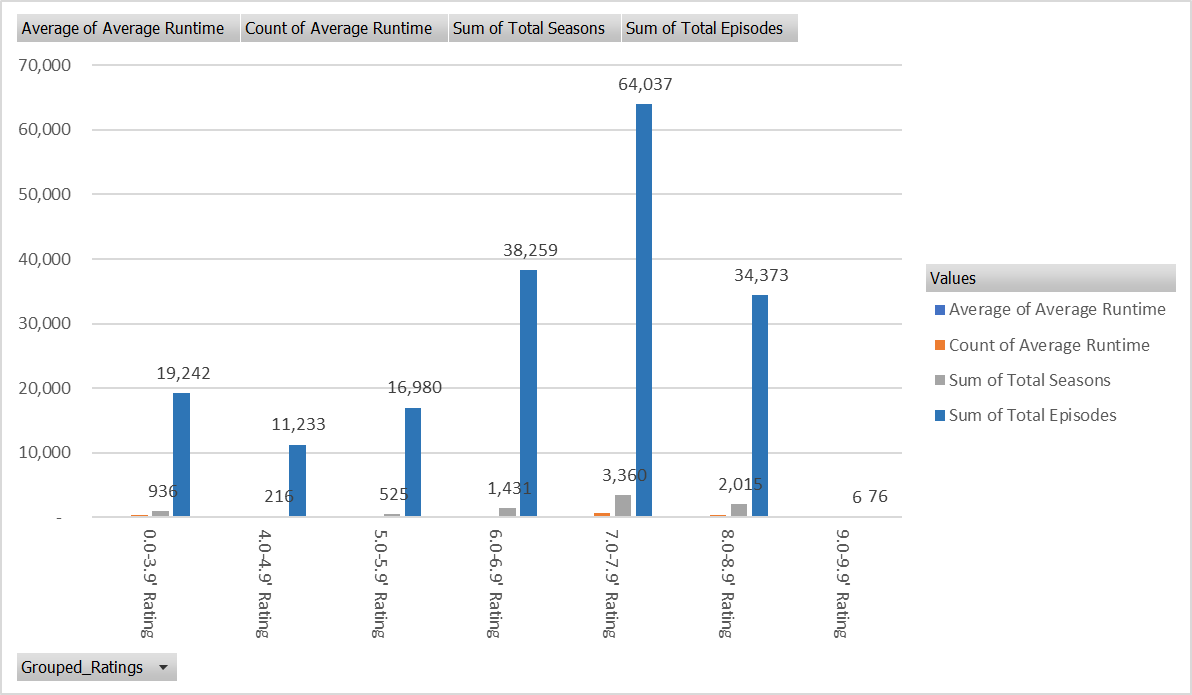 Average of Average Runtime Count of Average Runtime Sum of Total Seasons Sum of Total Episodes
70,000
64,037
60,000
50,000
40,000
38,259
34,373
30,000
20,000
19,242
16,980
11,233
10,000
936
216
525
1,431
3,360
2,015
6 76
-
0.0-3.9' Rating
4.0-4.9' Rating
5.0-5.9' Rating
6.0-6.9' Rating
7.0-7.9' Rating
8.0-8.9' Rating
9.0-9.9' Rating
Values
Average of Average Runtime
Count of Average Runtime
Sum of Total Seasons
Sum of Total Episodes
Grouped_Ratings